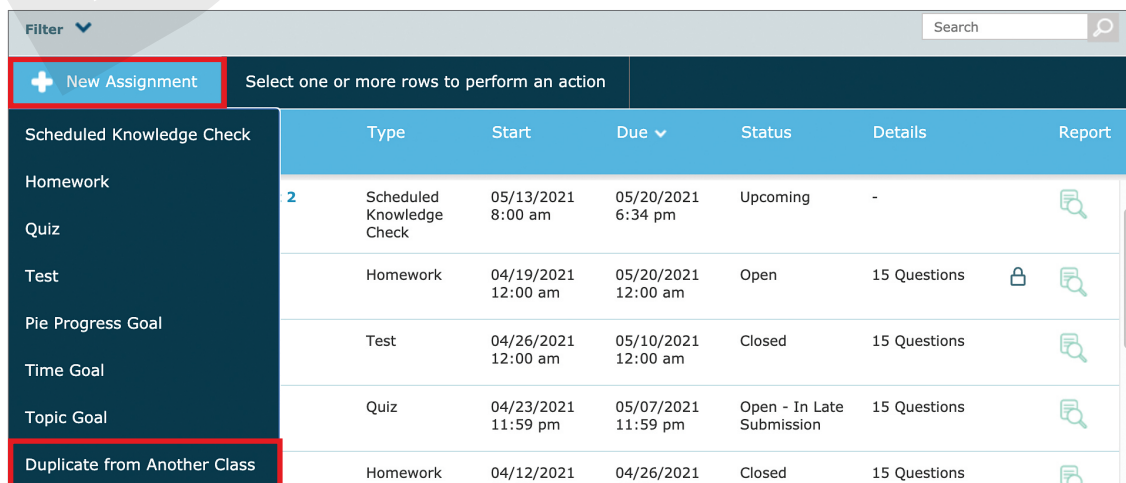 Filter
Search
New Assignment
Select one or more rows to perform an action
Scheduled Knowledge Check
Homework
Quiz
Test
Pie Progress Goal
Time Goal
Topic Goal
Duplicate from Another Class
Type Start Due Status Details Report
2 Scheduled 05/13/2021 05/20/2021 Upcoming -
Knowledge 8:00 am 6:34 pm
Check
Homework 04/19/2021 05/20/2021 Open 15 Questions
12:00 am 12:00 am
Test 04/26/2021 05/10/2021 Closed 15 Questions
12:00 am 12:00 am
Quiz 04/23/2021 05/07/2021 Open - In Late 15 Questions
11:59 pm 11:59 pm Submission
Homework 04/12/2021 04/26/2021 Closed 15 Questions